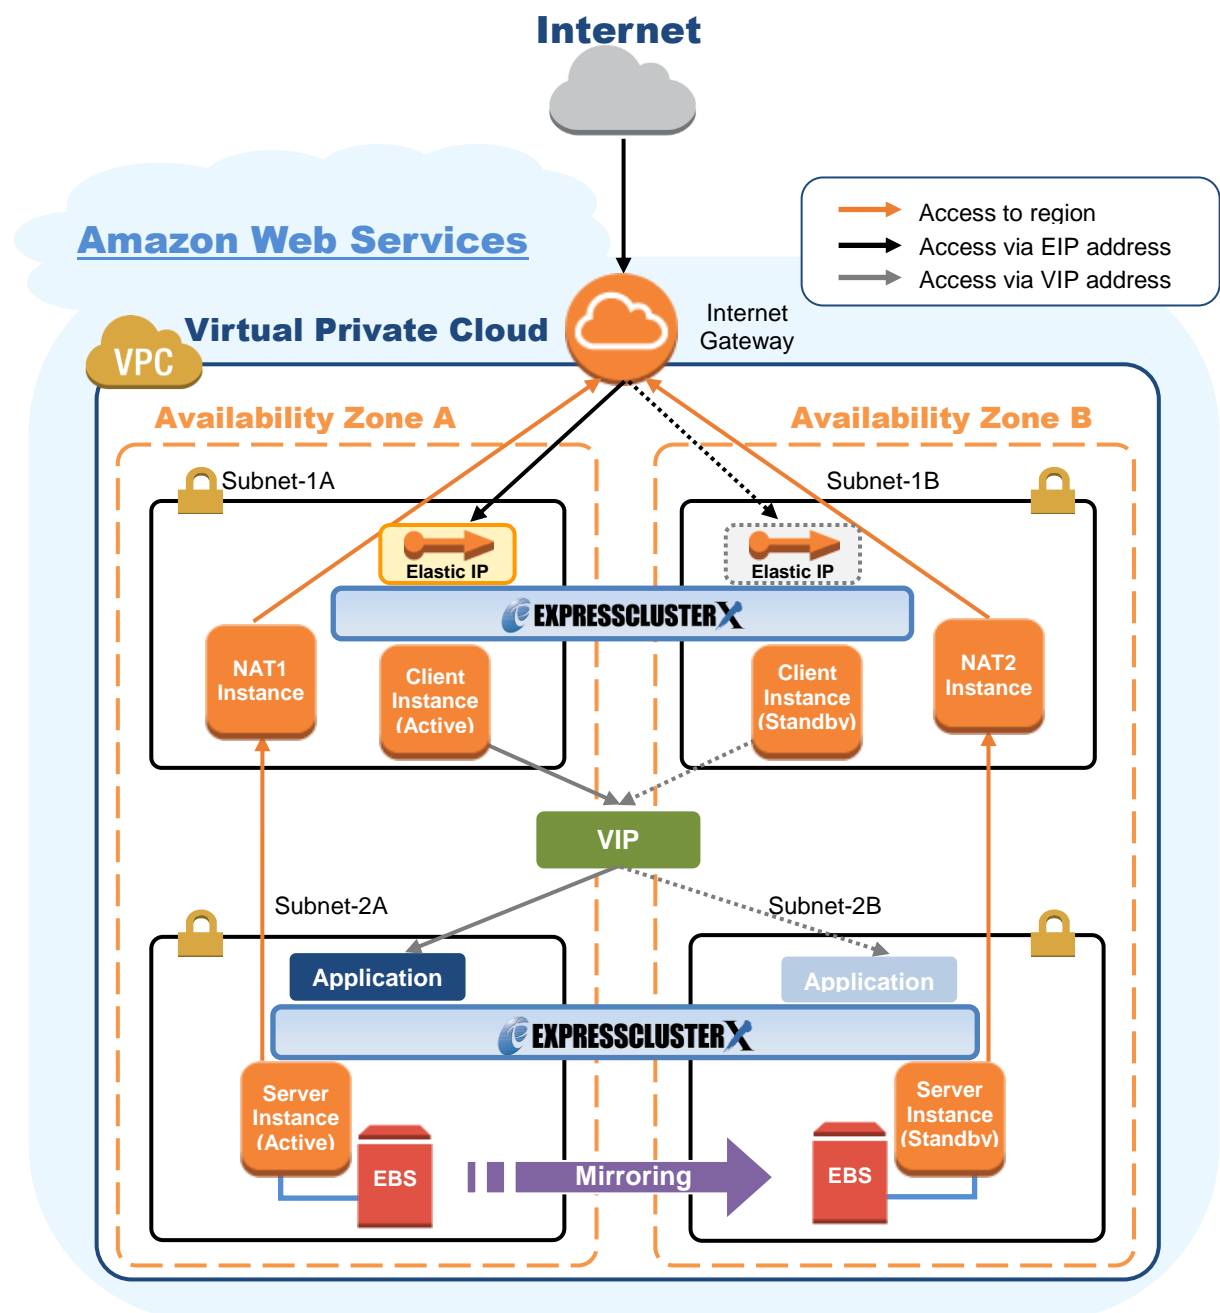 Internet
Amazon Web Services
Access to region
Access via EIP address
Access via VIP address
Internet
Gateway
Virtual Private Cloud
VPC
Availability Zone A
Availability Zone B
Subnet-1A
Subnet-1B
Elastic IP
Elastic IP
EXPRESSCLUSTER X
NAT1
Instance
Client
Instance
(Active)
Client
Instance
(Standby)
NAT2
Instance
VIP
Subnet-2A
Subnet-2B
Application
Application
EXPRESSCLUSTER X
Server
Instance
(Active)
Server
Instance
(Standby)
EBS
Mirroring
EBS